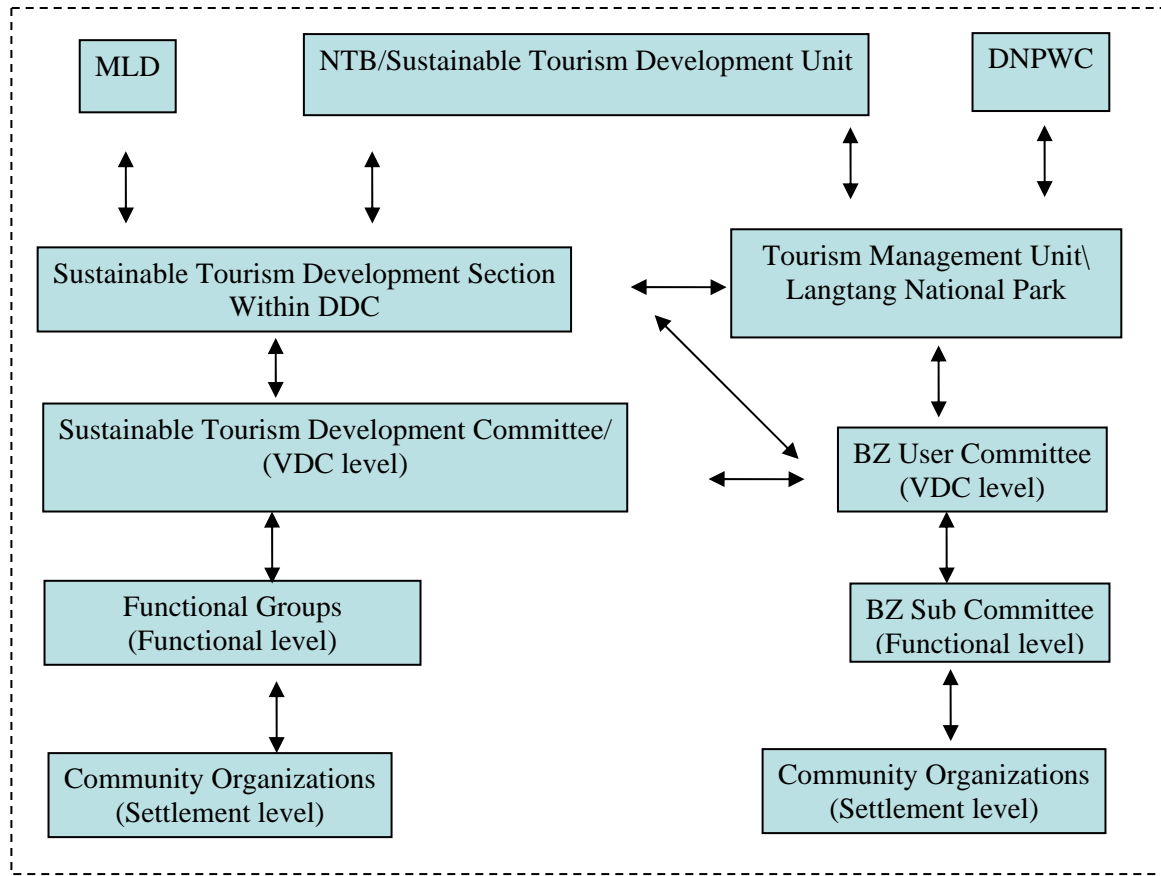 MLD
NTB/Sustainable Tourism Development Unit
DNPWC
Sustainable Tourism Development Section
Within DDC
Tourism Management Unit\
Langtang National Park
Sustainable Tourism Development Committee/
(VDC level)
BZ User Committee
(VDC level)
Functional Groups
(Functional level)
BZ Sub Committee
(Functional level)
Community Organizations
(Settlement level)
Community Organizations
(Settlement level)